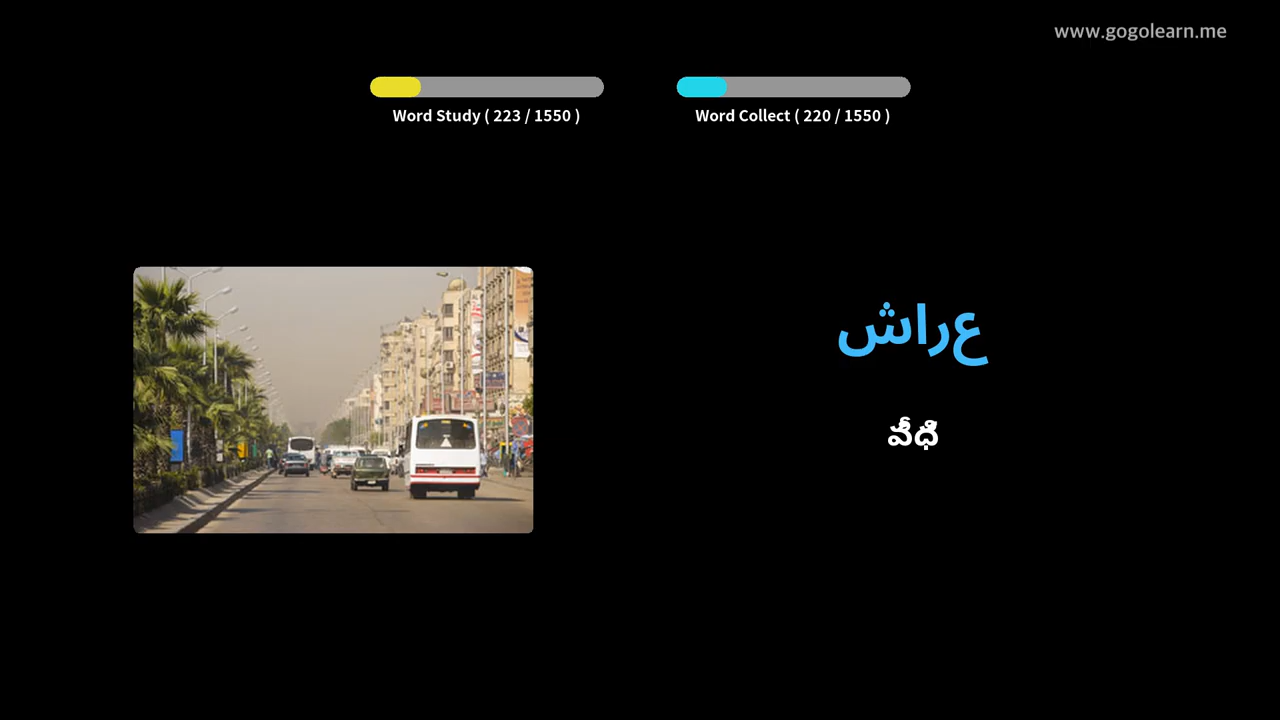 www.gogolearn.me
Word Study ( 223 / 1550 )
Word Collect ( 220 / 1550 )
عراش
వీధి